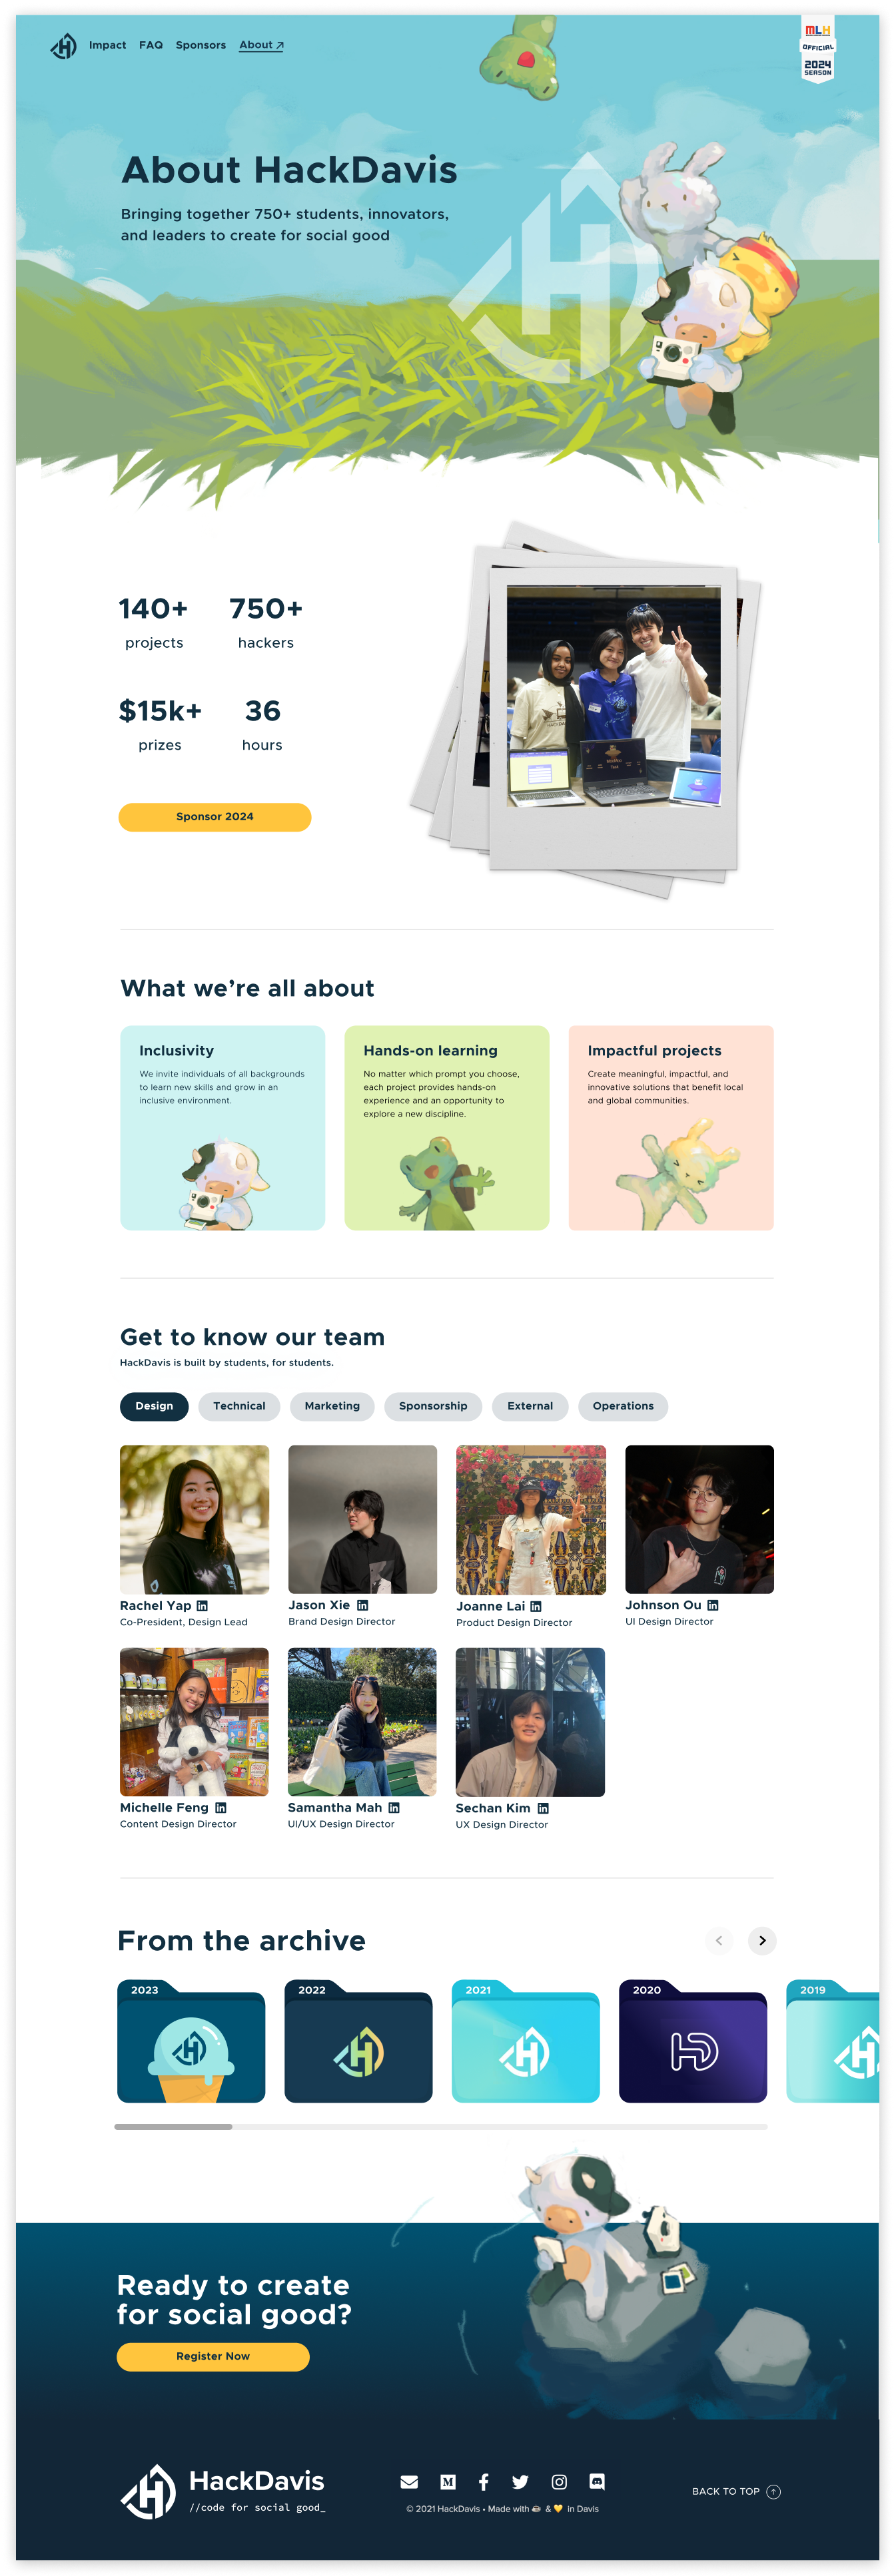 Impact FAQ Sponsors About
MLH
OFFICIAL
2024
SEASON
About HackDavis
Bringing together 750+ students, innovators,
and leaders to create for social good
140+ 750+
projects hackers
$15k+ 36
prizes hours
Sponsor 2024
What we’re all about
Inclusivity
We invite individuals of all backgrounds
to learn new skills and grow in an
inclusive environment.
Hands-on learning
No matter which prompt you choose,
each project provides hands-on
experience and an opportunity to
explore a new discipline.
Impactful projects
Create meaningful, impactful, and
innovative solutions that benefit local
and global communities.
Get to know our team
HackDavis is built by students, for students.
Design Technical Marketing Sponsorship External Operations
Rachel Yap
Co-President, Design Lead
Jason Xie
Brand Design Director
Joanne Lai
Product Design Director
Johnson Ou
UI Design Director
Michelle Feng
Content Design Director
Samantha Mah
UI/UX Design Director
Sechan Kim
UX Design Director
From the archive
2023 2022 2021 2020 2019
Ready to create
for social good?
Register Now
HackDavis
//code for social good_
© 2021 HackDavis • Made with ☕ & 💛 in Davis
BACK TO TOP